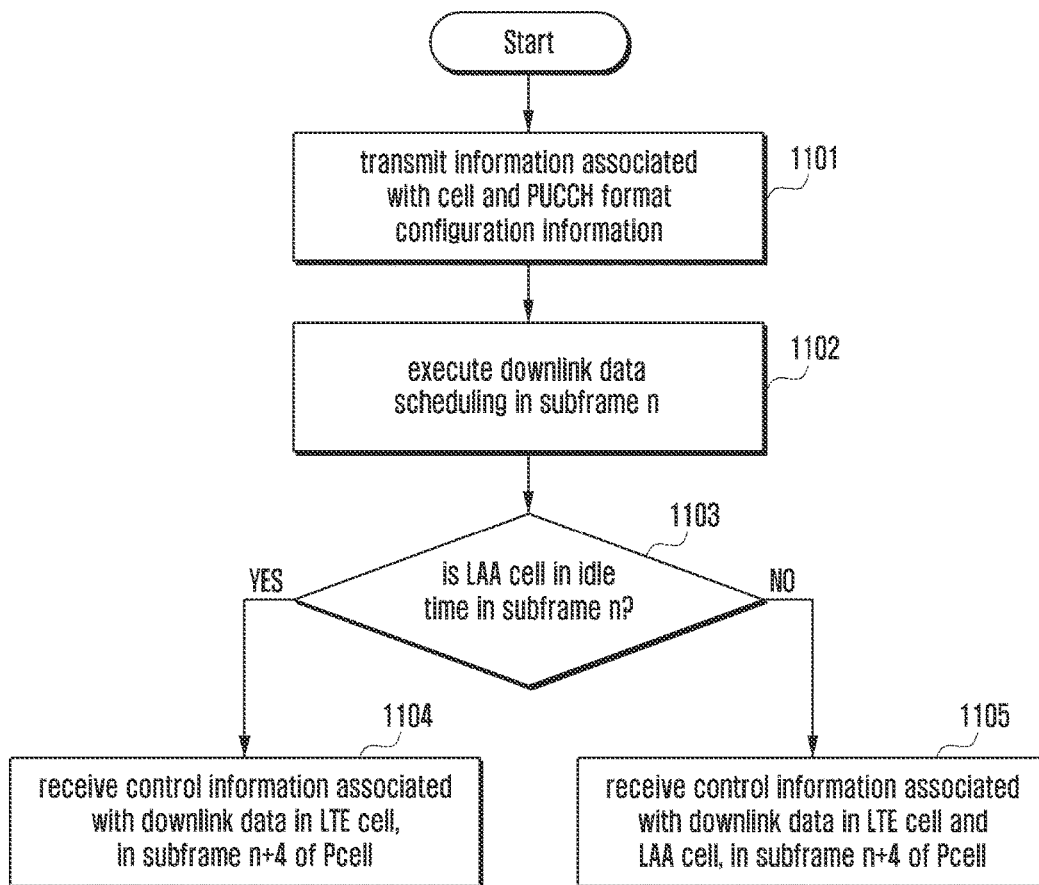 Start
transmit information associated
with cell and PUCCH format
configuration information
1101
execute downlink data
scheduling in subframe n
1102
is LAA cell in idle
time in subframe n?
1103
YES
NO
1104
receive control information associated
with downlink data in LTE cell,
in subframe n+4 of Pcell
1105
receive control information associated
with downlink data in LTE cell and
LAA cell, in subframe n+4 of Pcell